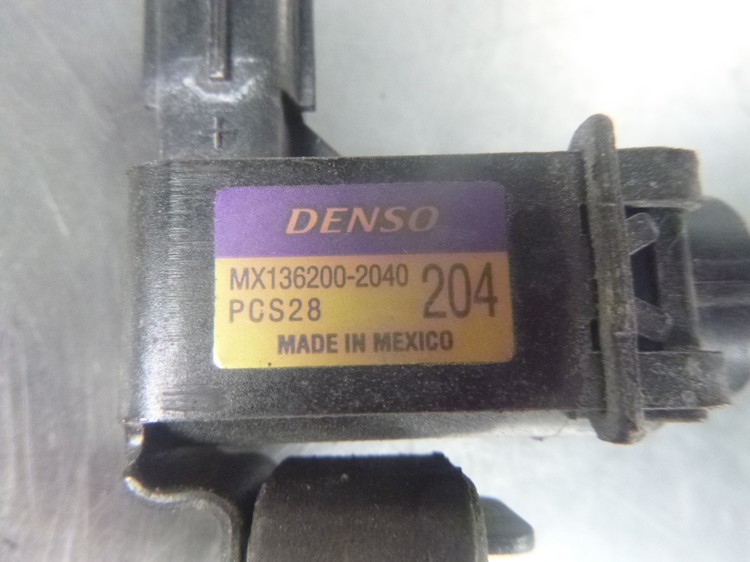 DENSO
MX136200-2040 204
PCS28
MADE IN MEXICO